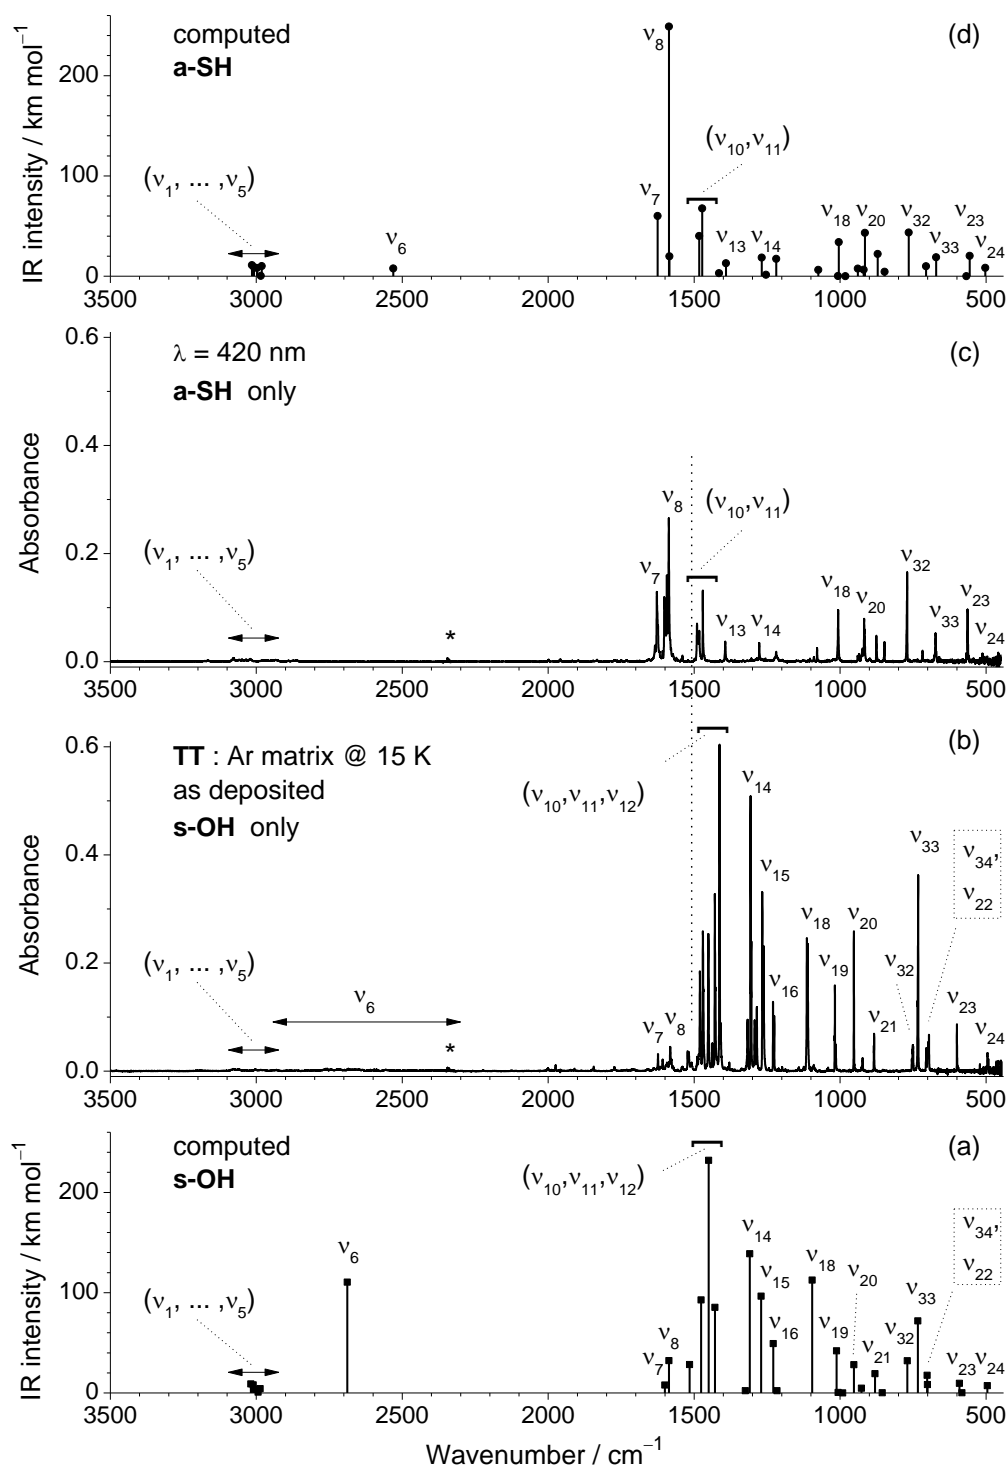 computed
a-SH
(d)
ν8
(ν10,ν11)
(ν1, ... ,ν5)
ν7
ν6
ν13
ν14
ν18
ν20
ν32
ν33
ν23
ν24
200
100
0
IR intensity / km mol−1
3500 3000 2500 2000 1500 1000 500
λ = 420 nm
a-SH only
(c)
ν8
(ν10,ν11)
(ν1, ... ,ν5)
*
ν7
ν13
ν14
ν18
ν20
ν32
ν33
ν23
ν24
0.6
0.4
0.2
0.0
Absorbance
3500 3000 2500 2000 1500 1000 500
TT : Ar matrix @ 15 K
as deposited
s-OH only
(b)
(ν10,ν11,ν12)
(ν1, ... ,ν5)
ν6
*
ν7
ν8
ν14
ν15
ν16
ν18
ν19
ν20
ν21
ν32
ν33
ν34,
ν22
ν23
ν24
0.6
0.4
0.2
0.0
Absorbance
3500 3000 2500 2000 1500 1000 500
computed
s-OH
(a)
(ν10,ν11,ν12)
(ν1, ... ,ν5)
ν6
ν7
ν8
ν14
ν15
ν16
ν18
ν19
ν20
ν21
ν32
ν33
ν34,
ν22
ν23
ν24
200
100
0
IR intensity / km mol−1
3500 3000 2500 2000 1500 1000 500
Wavenumber / cm−1